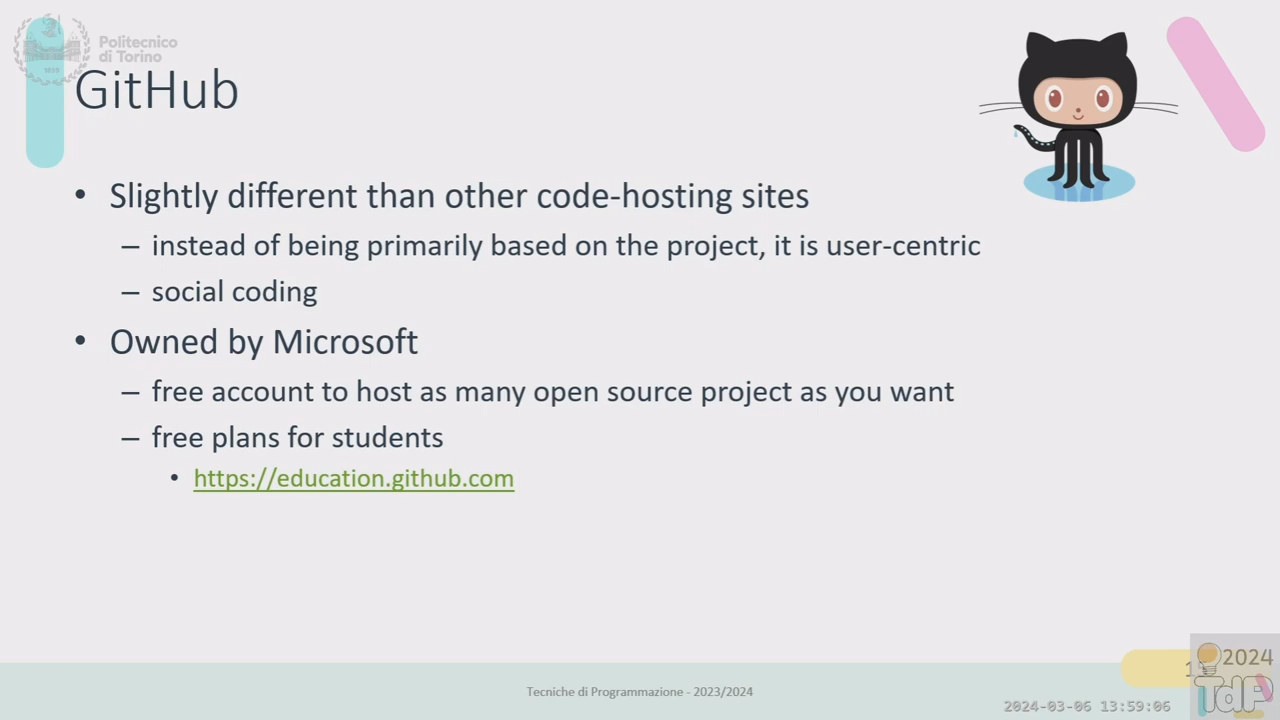 Politecnico
di Torino
1859
GitHub
• Slightly different than other code-hosting sites
– instead of being primarily based on the project, it is user-centric
– social coding
• Owned by Microsoft
– free account to host as many open source project as you want
– free plans for students
• https://education.github.com
Tecniche di Programmazione - 2023/2024
2024
TdP
2024-03-06 13:59:06